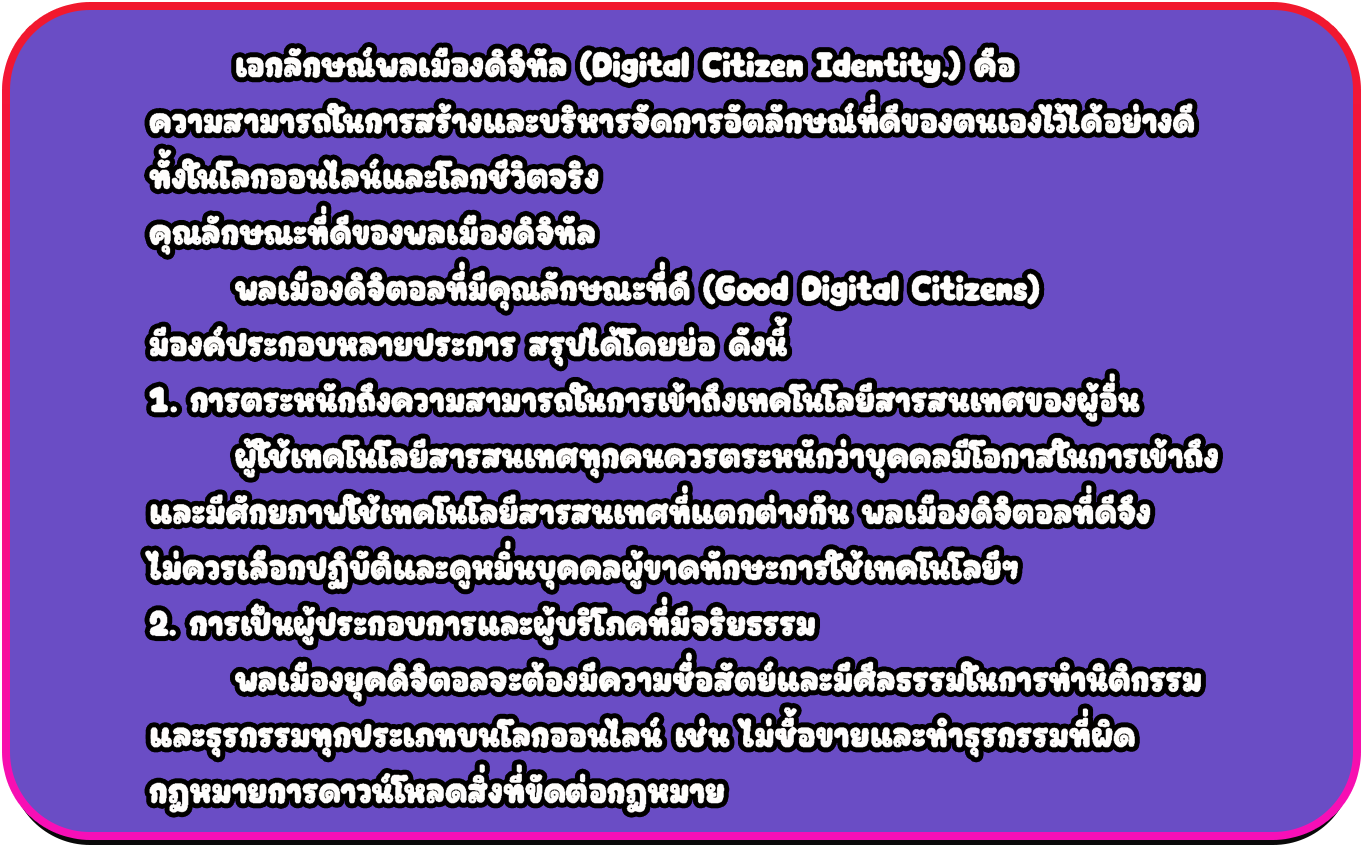 เอกลักษณ์พลเมืองดิจิทัล (Digital Citizen Identity.) คือ
ความสามารถในการสร้างและบริหารจัดการอัตลักษณ์ที่ดีของตนเองไว้ได้อย่างดี
ทั้งในโลกออนไลน์และโลกชีวิตจริง
คุณลักษณะที่ดีของพลเมืองดิจิทัล
พลเมืองดิจิตอลที่มีคุณลักษณะที่ดี (Good Digital Citizens)
มีองค์ประกอบหลายประการ สรุปได้โดยย่อ ดังนี้
1. การตระหนักถึงความสามารถในการเข้าถึงเทคโนโลยีสารสนเทศของผู้อื่น
ผู้ใช้เทคโนโลยีสารสนเทศทุกคนควรตระหนักว่าบุคคลมีโอกาสในการเข้าถึง
และมีศักยภาพใช้เทคโนโลยีสารสนเทศที่แตกต่างกัน พลเมืองดิจิตอลที่ดีจึง
ไม่ควรเลือกปฏิบัติและดูหมิ่นบุคคลผู้ขาดทักษะการใช้เทคโนโลยีฯ
2. การเป็นผู้ประกอบการและผู้บริโภคที่มีจริยธรรม
พลเมืองยุคดิจิตอลจะต้องมีความซื่อสัตย์และมีศีลธรรมในการทำนิติกรรม
และธุรกรรมทุกประเภทบนโลกออนไลน์ เช่น ไม่ซื้อขายและทำธุรกรรมที่ผิด
กฎหมายการดาวน์โหลดสิ่งที่ขัดต่อกฎหมาย